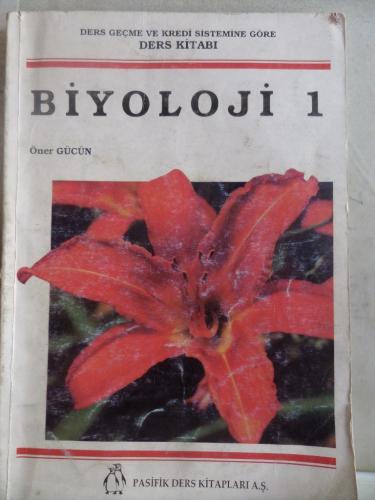 DERS GEÇME VE KREDİ SİSTEMİNE GÖRE
DERS KİTABI
BİYOLOJİ 1
Öner GÜCÜN
PASİFİK DERS KİTAPLARI A.Ş.